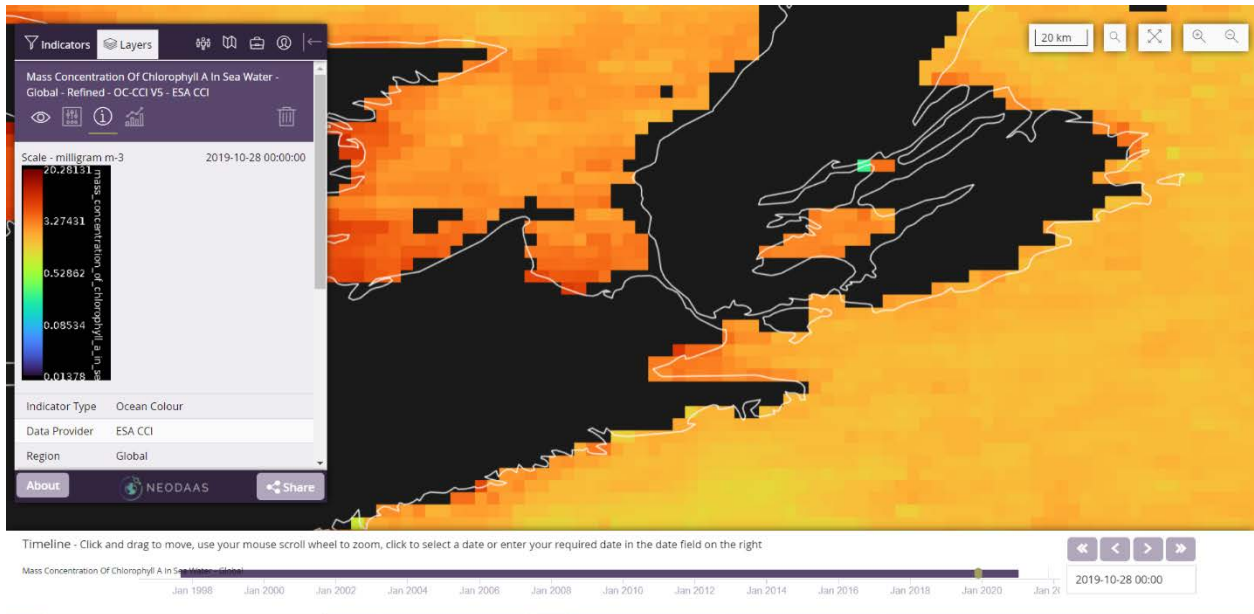 Indicators Layers
Mass Concentration Of Chlorophyll A In Sea Water -
Global - Refined - OC-CCI V5 - ESA CCI
Scale - milligram m-3 2019-10-28 00:00:00
20.28131
3.27431
0.52862
0.08534
0.01378
mass_concentration_of_chlorophyll_a_in_se
Indicator Type Ocean Colour
Data Provider ESA CCI
Region Global
About NEODAAS Share
20 km
Timeline - Click and drag to move, use your mouse scroll wheel to zoom, click to select a date or enter your required date in the date field on the right
Mass Concentration Of Chlorophyll A In Sea Water - Global
Jan 1998 Jan 2000 Jan 2002 Jan 2004 Jan 2006 Jan 2008 Jan 2010 Jan 2012 Jan 2014 Jan 2016 Jan 2018 Jan 2020 Jan 20
2019-10-28 00:00